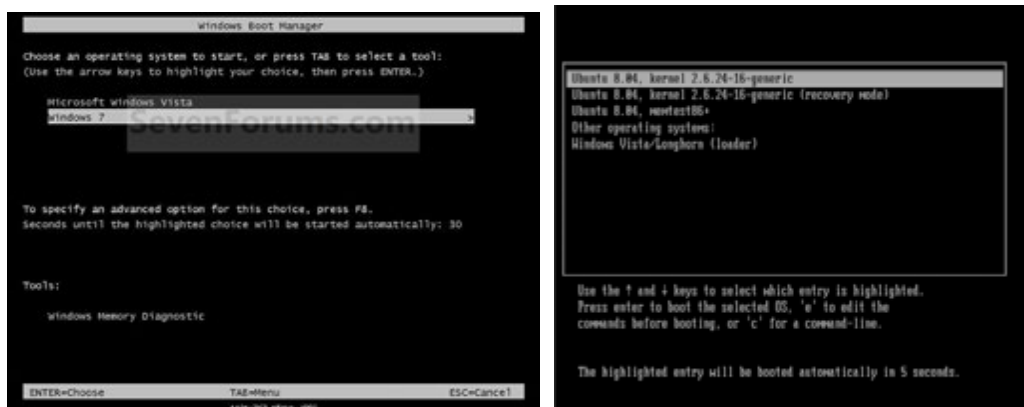 Windows Boot Manager
Choose an operating system to start, or press TAB to select a tool:
(Use the arrow keys to highlight your choice, then press ENTER.)
Microsoft Windows Vista
Windows 7 >
SevenForums.com
To specify an advanced option for this choice, press F8.
Seconds until the highlighted choice will be started automatically: 30
Tools:
Windows Memory Diagnostic
ENTER=Choose TAB=Menu ESC=Cancel
Ubuntu 8.04, kernel 2.6.24-16-generic
Ubuntu 8.04, kernel 2.6.24-16-generic (recovery mode)
Ubuntu 8.04, memtest86+
Other operating systems:
Windows Vista/Longhorn (loader)
Use the ↑ and ↓ keys to select which entry is highlighted.
Press enter to boot the selected OS, 'e' to edit the
commands before booting, or 'c' for a command-line.
The highlighted entry will be booted automatically in 5 seconds.